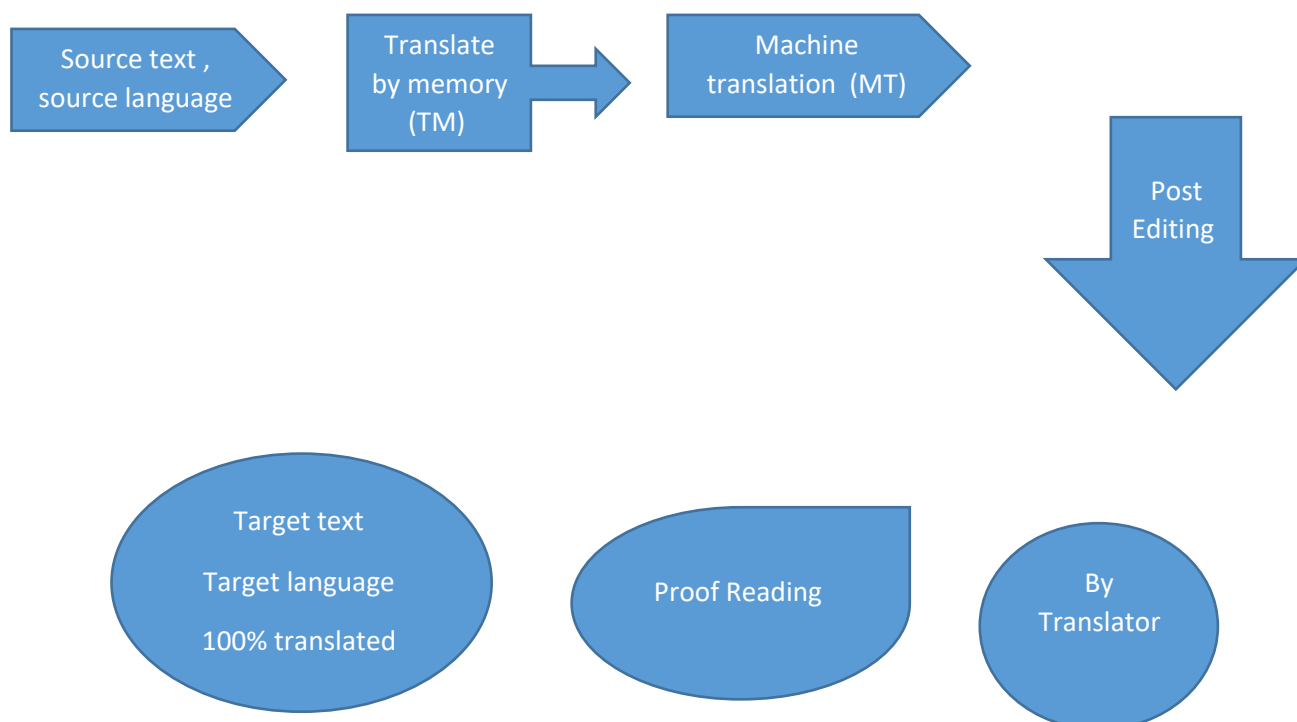 Source text ,
source language
Translate
by memory
(TM)
Machine
translation (MT)
Post
Editing
By
Translator
Proof Reading
Target text
Target language
100% translated